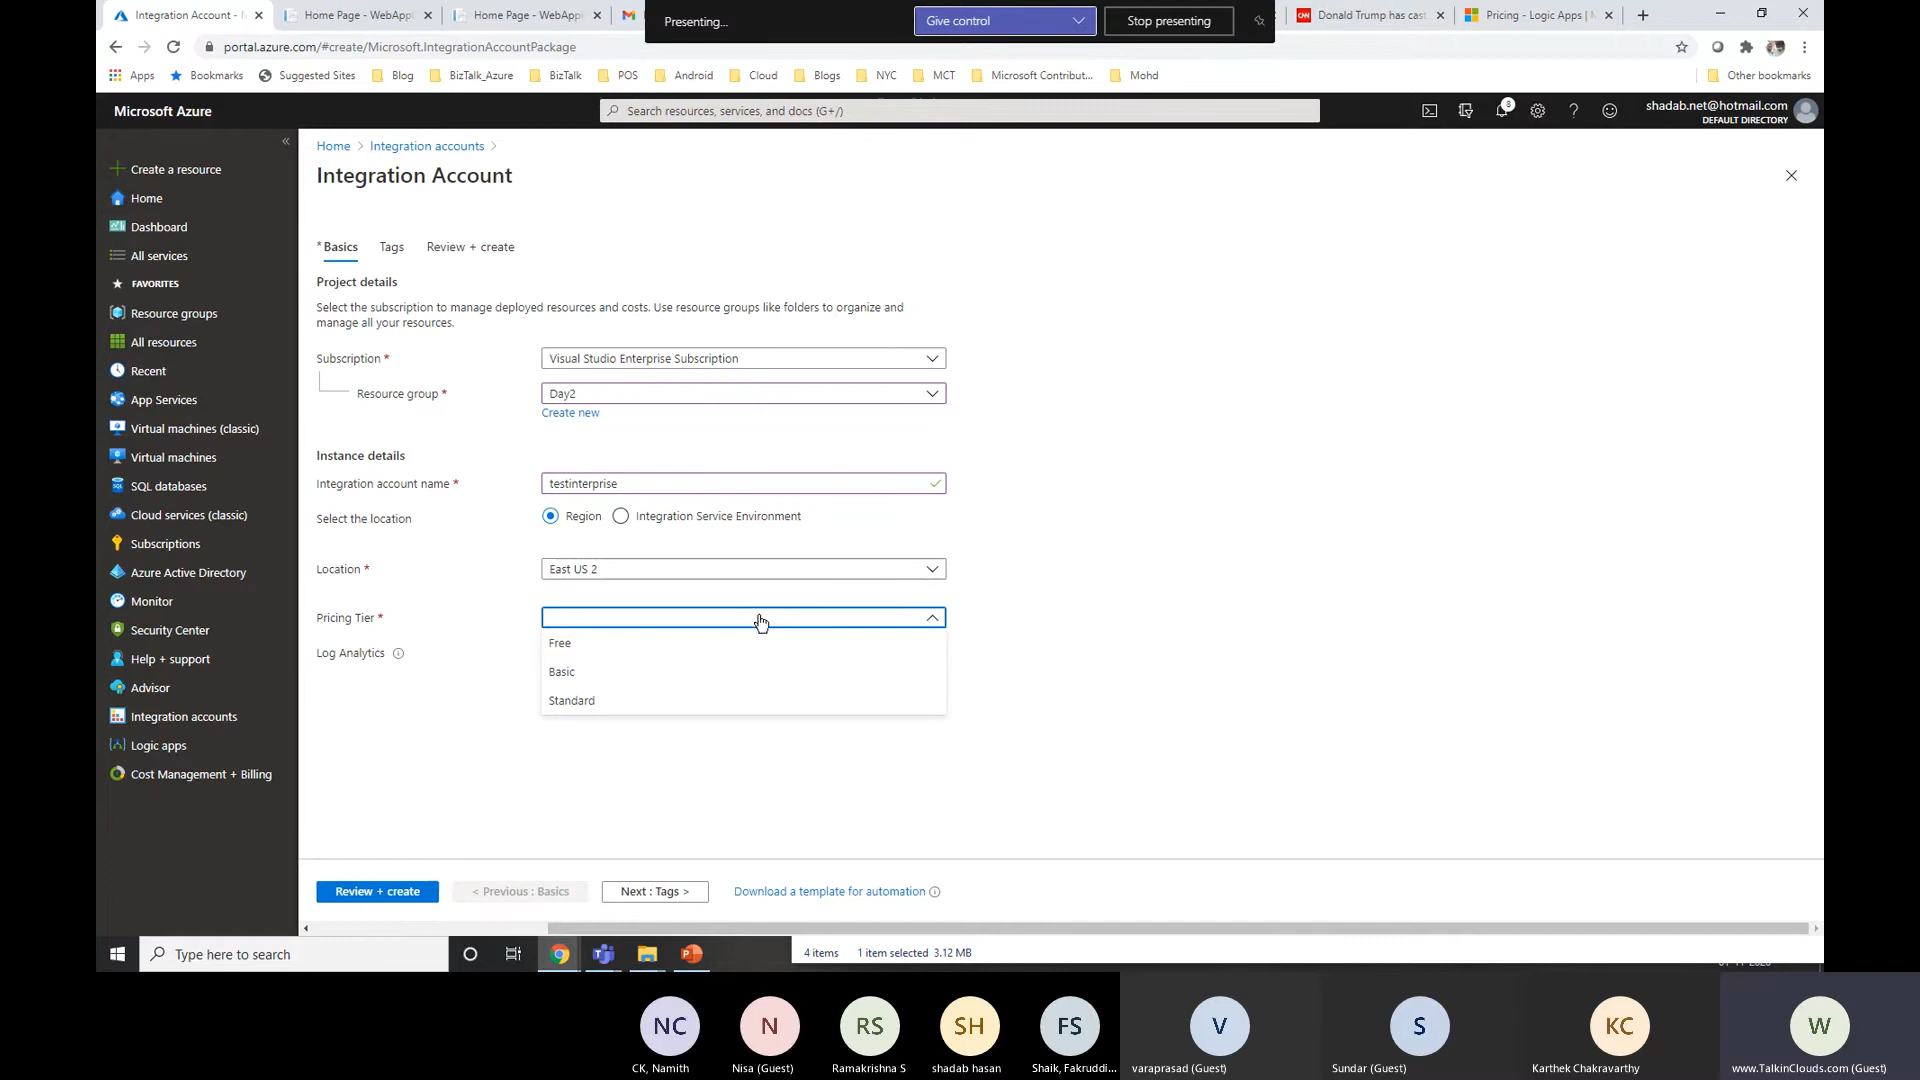 Integration Account - I
Home Page - WebAppl
Home Page - WebAppl
Presenting...
Give control
Stop presenting
Donald Trump has cast
Pricing - Logic Apps | M
portal.azure.com/#create/Microsoft.IntegrationAccountPackage
Apps
Bookmarks
Suggested Sites
Blog
BizTalk_Azure
BizTalk
POS
Android
Cloud
Blogs
NYC
MCT
Microsoft Contribut...
Mohd
Other bookmarks
Microsoft Azure
Search resources, services, and docs (G+/)
8
shadab.net@hotmail.com
DEFAULT DIRECTORY
Create a resource
Home
Dashboard
All services
FAVORITES
Resource groups
All resources
Recent
App Services
Virtual machines (classic)
Virtual machines
SQL databases
Cloud services (classic)
Subscriptions
Azure Active Directory
Monitor
Security Center
Help + support
Advisor
Integration accounts
Logic apps
Cost Management + Billing
Home > Integration accounts >
Integration Account
* Basics
Tags
Review + create
Project details
Select the subscription to manage deployed resources and costs. Use resource groups like folders to organize and
manage all your resources.
Subscription *
Visual Studio Enterprise Subscription
Resource group *
Day2
Create new
Instance details
Integration account name *
testinterprise
Select the location
Region
Integration Service Environment
Location *
East US 2
Pricing Tier *
Free
Log Analytics
Basic
Standard
Review + create
< Previous : Basics
Next : Tags >
Download a template for automation
Type here to search
4 items
1 item selected 3.12 MB
NC
N
RS
SH
FS
V
S
KC
W
CK, Namith
Nisa (Guest)
Ramakrishna S
shadab hasan
Shaik, Fakruddi...
varaprasad (Guest)
Sundar (Guest)
Karthek Chakravarthy
www.TalkinClouds.com (Guest)